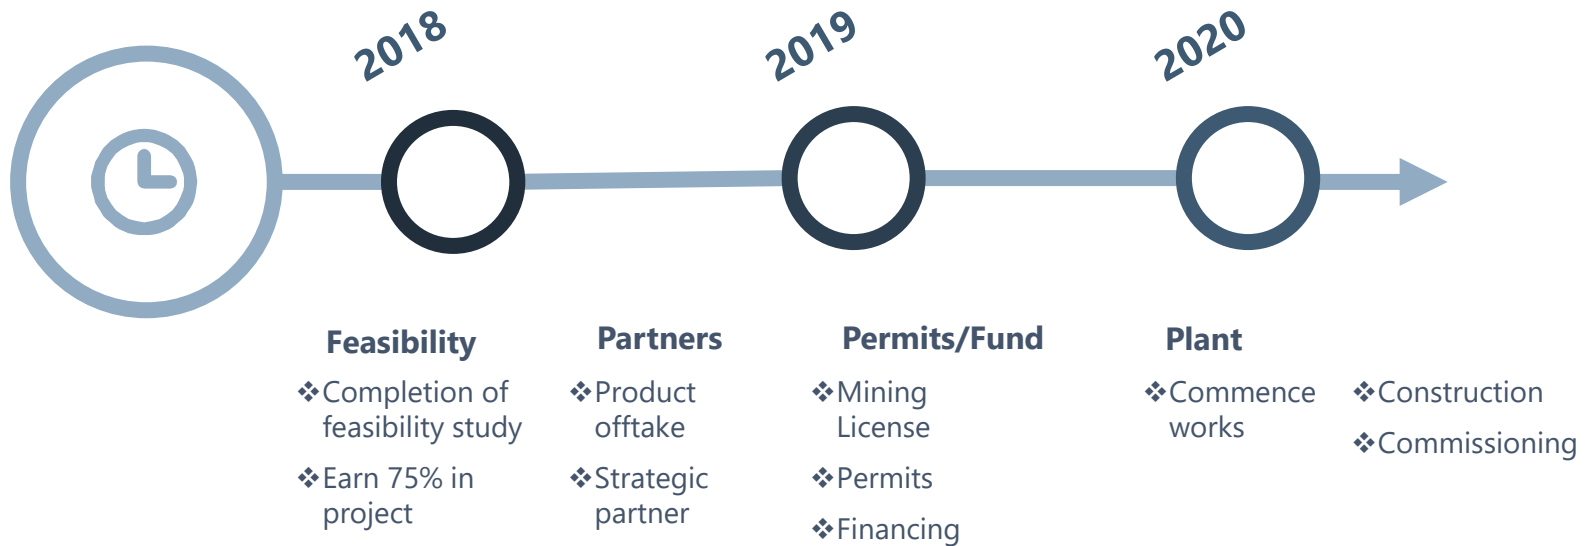 2018
2019
2020
Feasibility
❖Completion of
feasibility study
❖Earn 75% in
project
Partners
❖Product
offtake
❖Strategic
partner
Permits/Fund
❖Mining
License
❖Permits
❖Financing
Plant
❖Commence
works
❖Construction
❖Commissioning